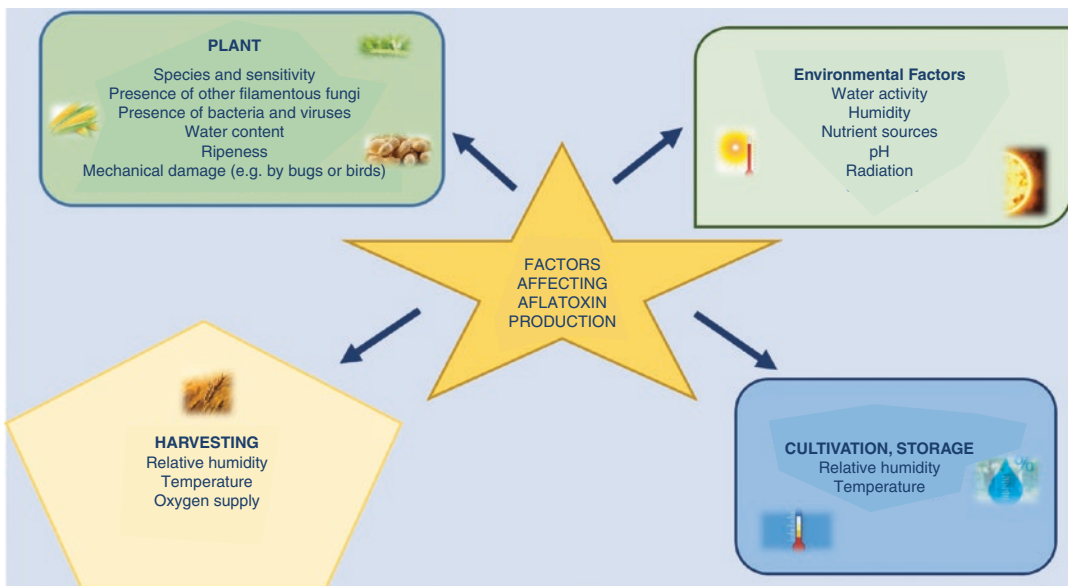 PLANT
Species and sensitivity
Presence of other filamentous fungi
Presence of bacteria and viruses
Water content
Ripeness
Mechanical damage (e.g. by bugs or birds)
Environmental Factors
Water activity
Humidity
Nutrient sources
pH
Radiation
FACTORS
AFFECTING
AFLATOXIN
PRODUCTION
HARVESTING
Relative humidity
Temperature
Oxygen supply
CULTIVATION, STORAGE
Relative humidity
Temperature
%